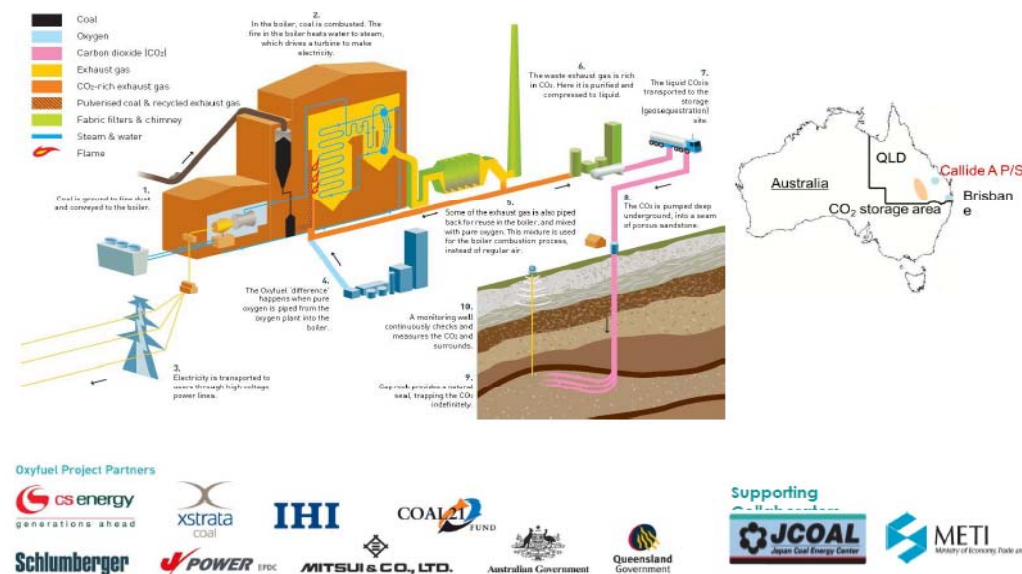 Coal
Oxygen
Carbon dioxide (CO₂)
Exhaust gas
CO₂-rich exhaust gas
Pulverised coal & recycled exhaust gas
Fabric filters & chimney
Steam & water
Flame
1.
Coal is ground to fine dust
and conveyed to the boiler.
2.
In the boiler, coal is combusted. The
fire in the boiler heats water to steam,
which drives a turbine to make
electricity.
3.
Electricity is transported to
users through high voltage
power lines.
4.
The Oxyfuel 'difference'
happens when pure
oxygen is piped from the
oxygen plant into the
boiler.
5.
Some of the exhaust gas is also piped
back for reuse in the boiler, and mixed
with pure oxygen. This mixture is used
for the boiler combustion process,
instead of regular air.
6.
The waste exhaust gas is rich
in CO₂. Here it is purified and
compressed to liquid.
7.
The liquid CO₂ is
transported to the
storage
(geosequestration)
site.
8.
The CO₂ is pumped deep
underground, into a seam
of porous sandstone.
9.
Cap rock provides a natural
seal, trapping the CO₂
indefinitely.
10.
A monitoring well
continuously checks and
measures the CO₂ and
surrounds.
Australia
QLD
Callide A P/S
Brisban
e
CO₂ storage area
Oxyfuel Project Partners
cs energy
generations ahead
xstrata
coal
IHI
COAL21
FUND
Schlumberger
POWER EPDC
MITSUI & CO., LTD.
Australian Government
Queensland
Government
Supporting
Collaborators
JCOAL
Japan Coal Energy Center
METI
Ministry of Economy, Trade an